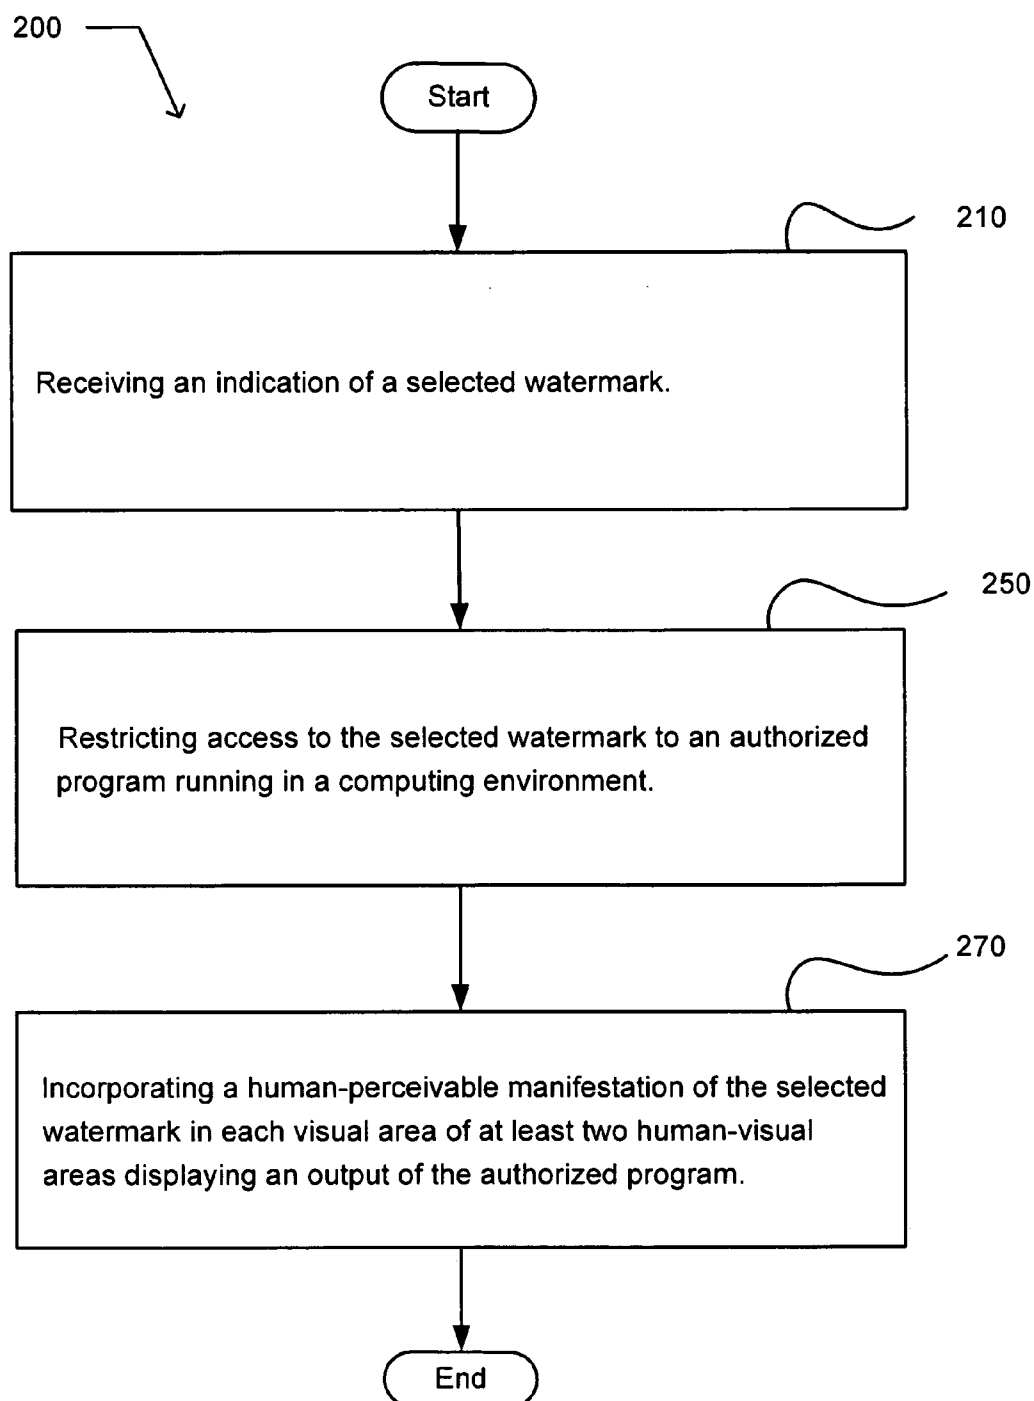 200
Start
210
Receiving an indication of a selected watermark.
250
Restricting access to the selected watermark to an authorized
program running in a computing environment.
270
Incorporating a human-perceivable manifestation of the selected
watermark in each visual area of at least two human-visual
areas displaying an output of the authorized program.
End